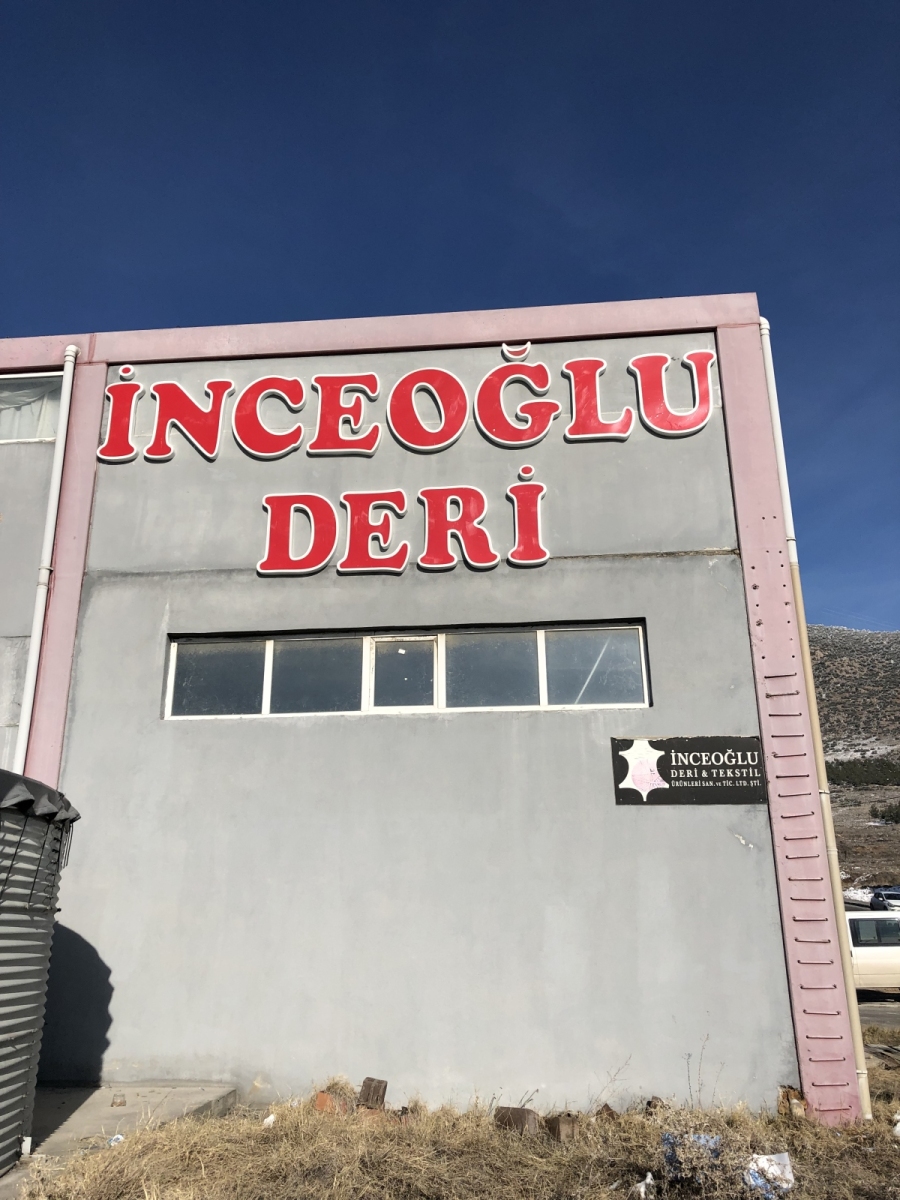 İNCEOĞLU
DERİ
İNCEOĞLU
DERİ & TEKSTİL
ÜRÜNLERİ SAN. ve TİC. LTD. ŞTİ.